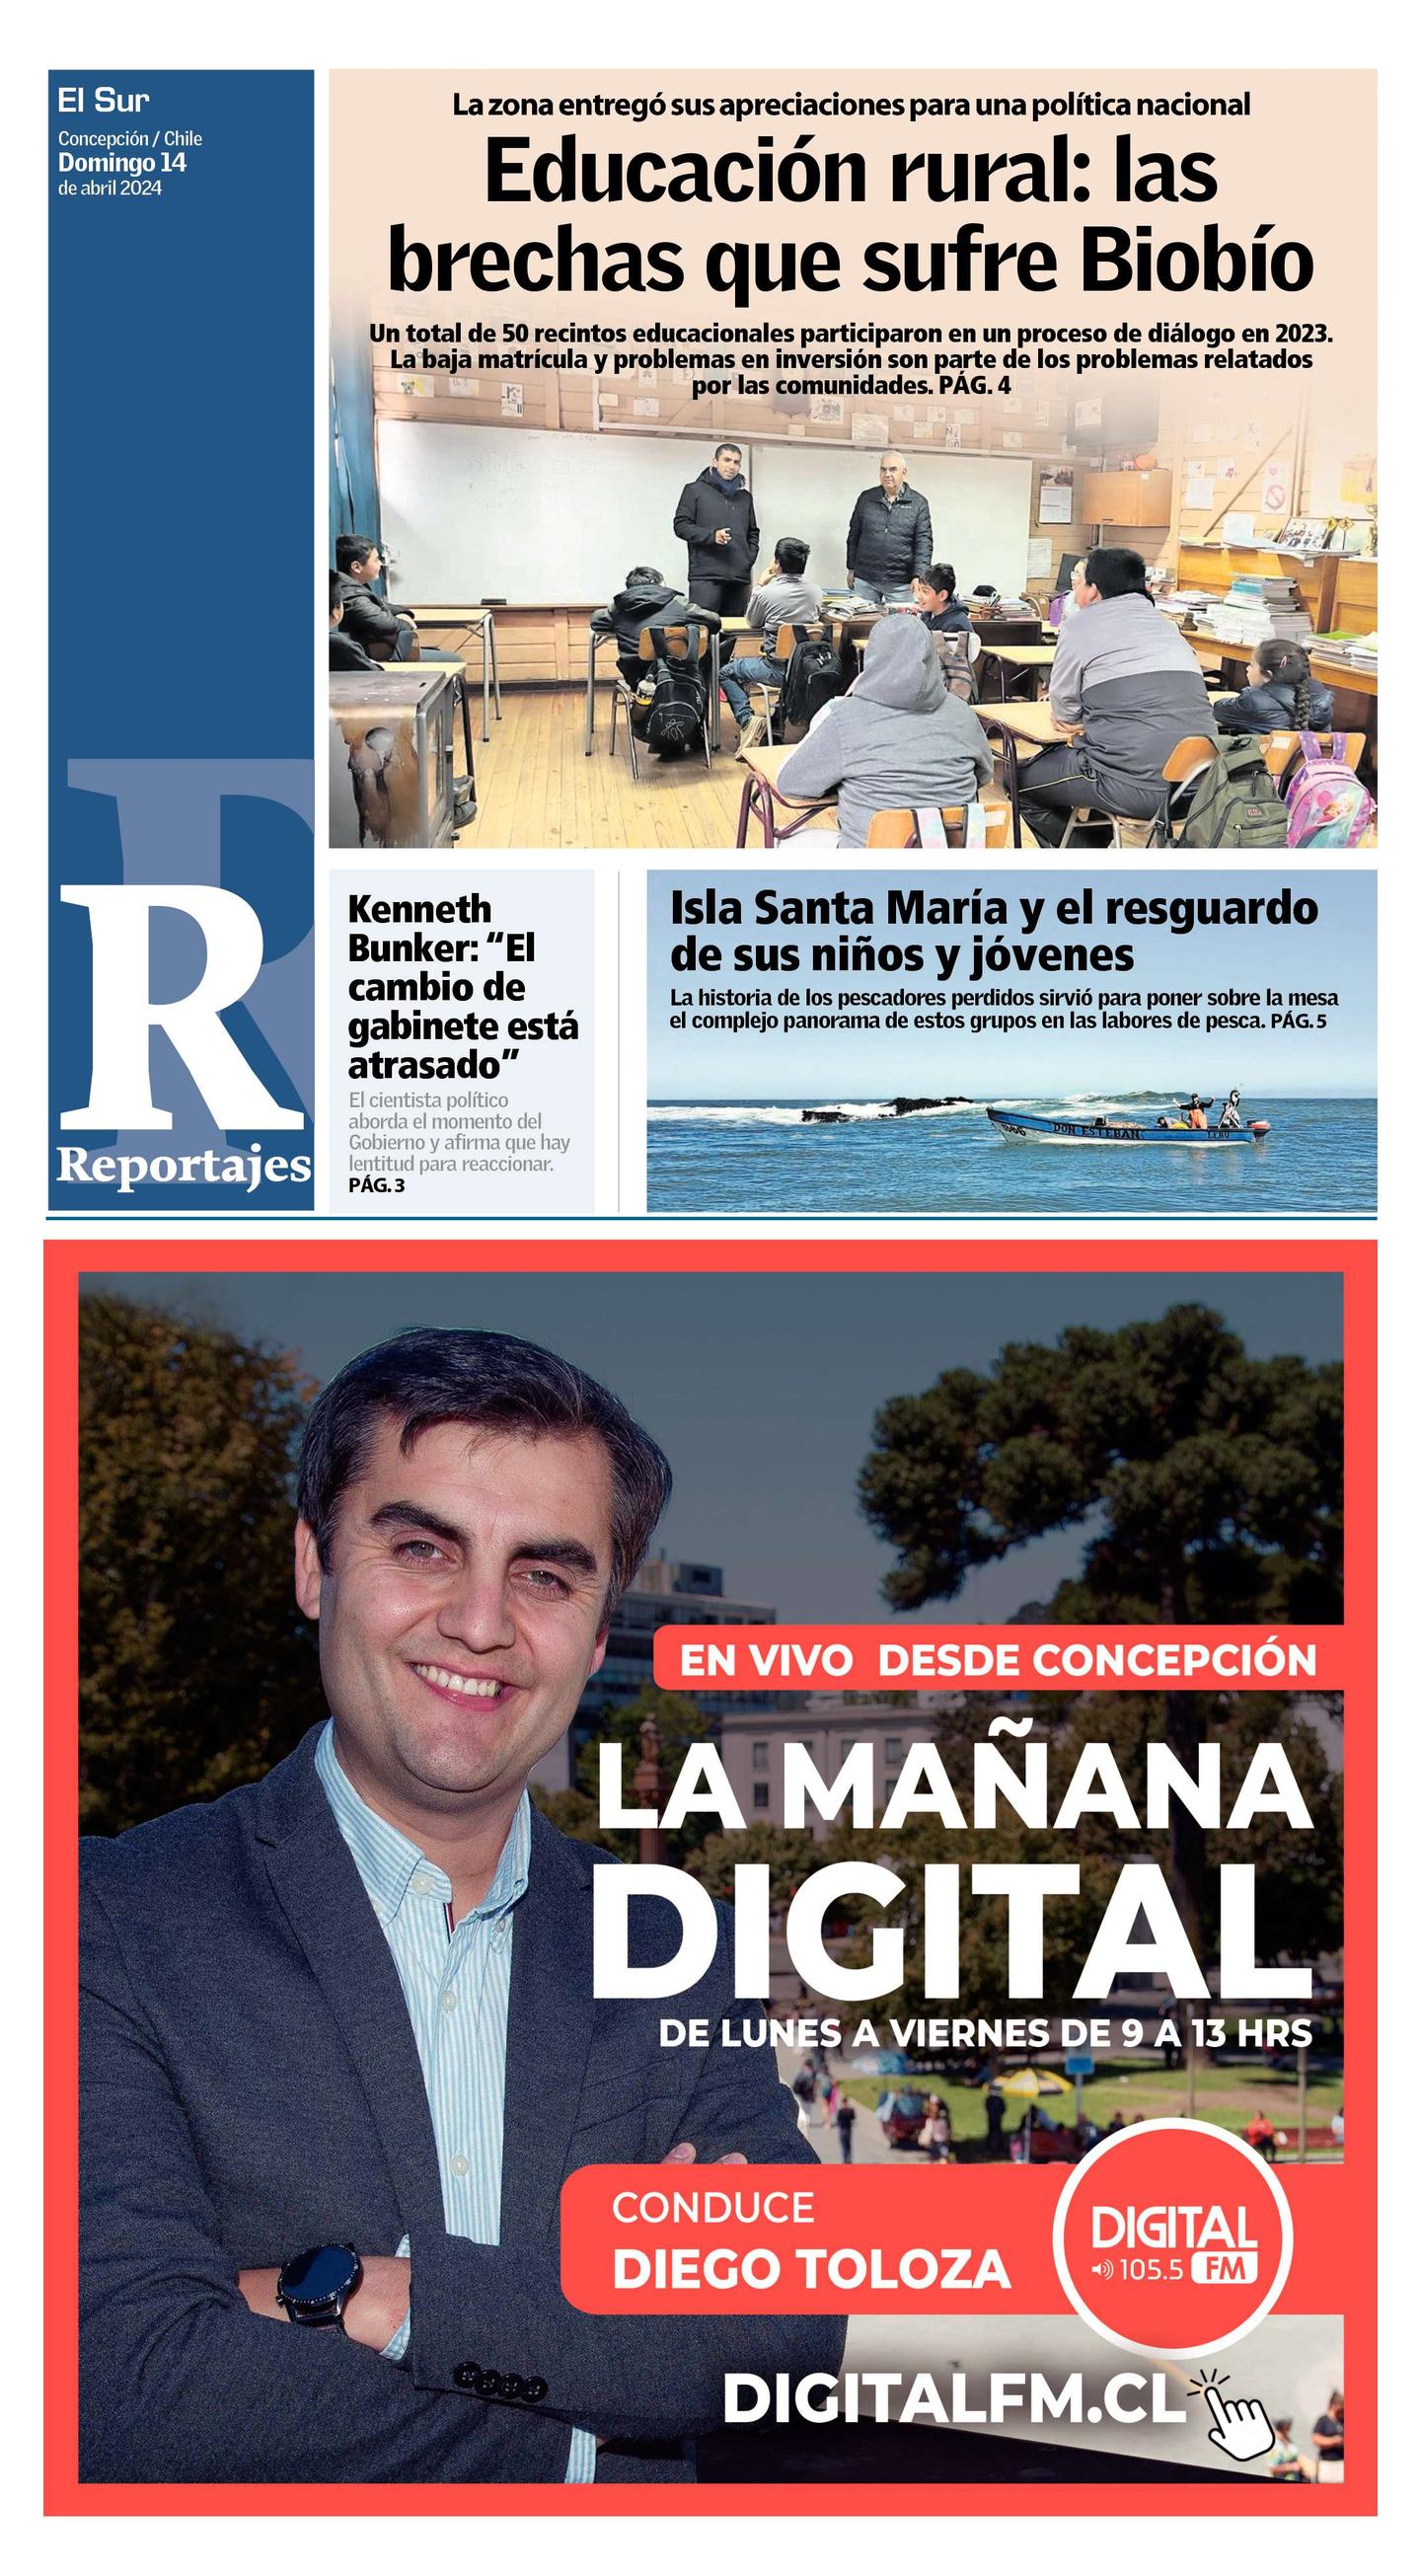 El Sur
Concepción / Chile
Domingo 14
de abril 2024
R
Reportajes
La zona entregó sus apreciaciones para una política nacional
Educación rural: las
brechas que sufre Biobío
Un total de 50 recintos educacionales participaron en un proceso de diálogo en 2023.
La baja matrícula y problemas en inversión son parte de los problemas relatados
por las comunidades. PÁG. 4
Kenneth
Bunker: “El
cambio de
gabinete está
atrasado”
El cientista político
aborda el momento del
Gobierno y afirma que hay
lentitud para reaccionar.
PÁG. 3
Isla Santa María y el resguardo
de sus niños y jóvenes
La historia de los pescadores perdidos sirvió para poner sobre la mesa
el complejo panorama de estos grupos en las labores de pesca. PÁG. 5
DON ESTEBAN
LEBU
EN VIVO DESDE CONCEPCIÓN
LA MAÑANA
DIGITAL
DE LUNES A VIERNES DE 9 A 13 HRS
CONDUCE
DIEGO TOLOZA
DIGITAL
105.5 FM
DIGITALFM.CL